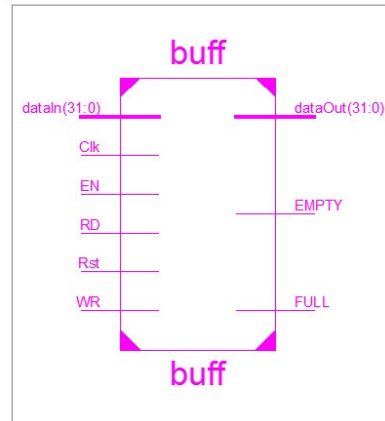 buff
dataIn(31:0)
dataOut(31:0)
Clk
EN
EMPTY
RD
Rst
WR
FULL
buff